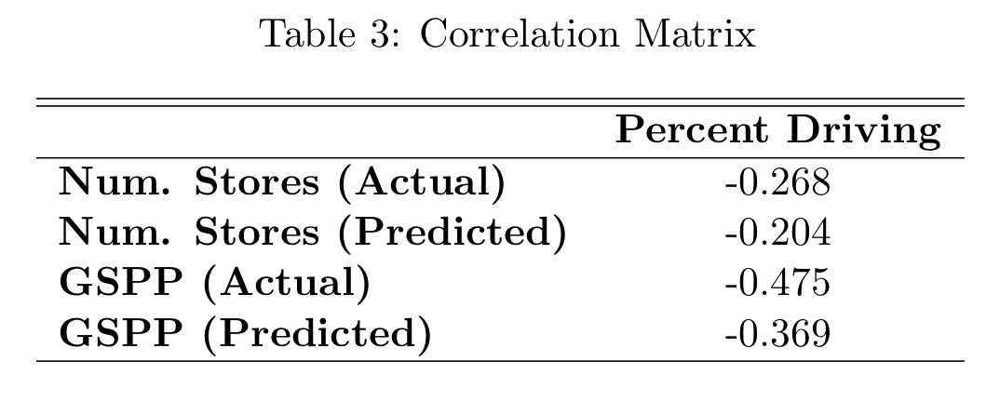 Table 3: Correlation Matrix
Percent Driving
Num. Stores (Actual) -0.268
Num. Stores (Predicted) -0.204
GSPP (Actual) -0.475
GSPP (Predicted) -0.369